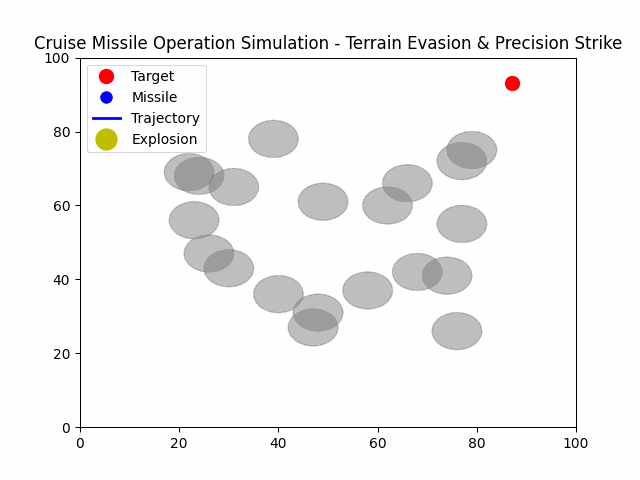 Cruise Missile Operation Simulation - Terrain Evasion & Precision Strike
Target
Missile
Trajectory
Explosion
100
80
60
40
20
0
0 20 40 60 80 100